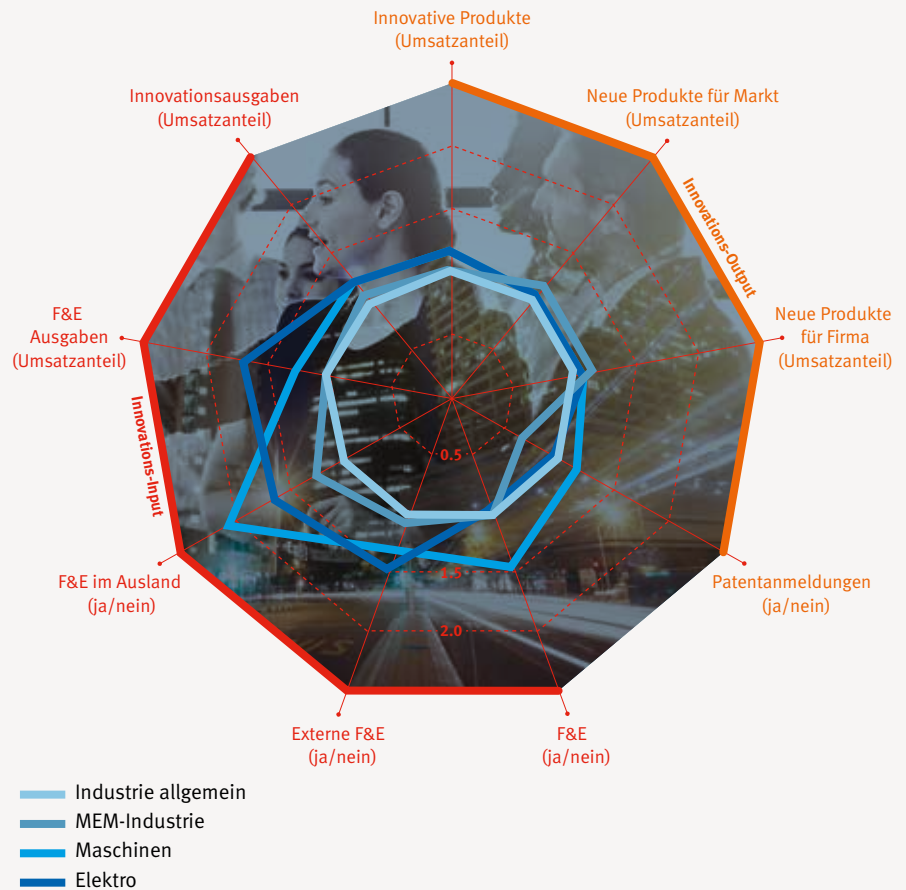 Innovative Produkte
(Umsatzanteil)
Innovationsausgaben
(Umsatzanteil)
Neue Produkte für Markt
(Umsatzanteil)
Innovations-Output
F&E
Ausgaben
(Umsatzanteil)
Neue Produkte
für Firma
(Umsatzanteil)
Innovations-Input
0.5
1.5
2.0
F&E im Ausland
(ja/nein)
Patentanmeldungen
(ja/nein)
Externe F&E
(ja/nein)
F&E
(ja/nein)
Industrie allgemein
MEM-Industrie
Maschinen
Elektro